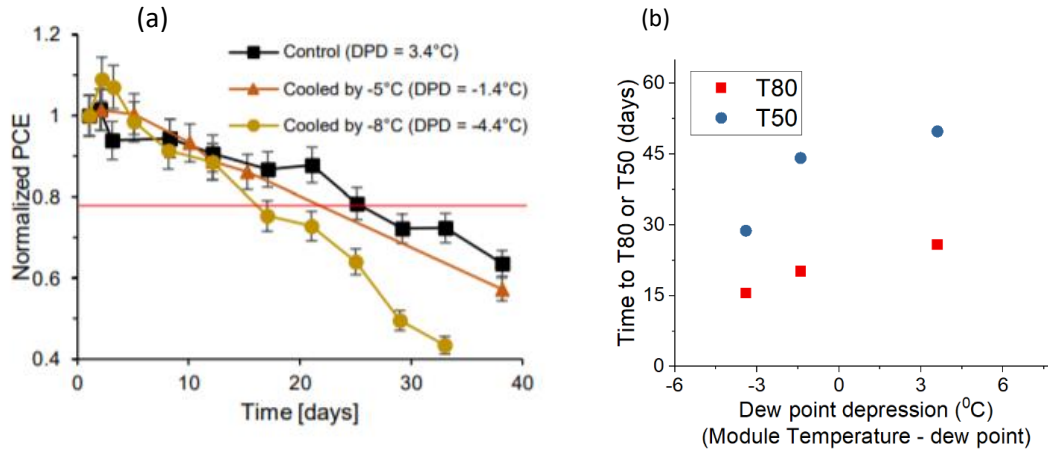 (a)
1.2
1
0.8
0.6
0.4
Normalized PCE
Control (DPD = 3.4°C)
Cooled by -5°C (DPD = -1.4°C)
Cooled by -8°C (DPD = -4.4°C)
0
10
20
30
40
Time [days]
(b)
60
45
30
15
0
Time to T80 or T50 (days)
T80
T50
-6
-3
0
3
6
Dew point depression (⁰C)
(Module Temperature - dew point)